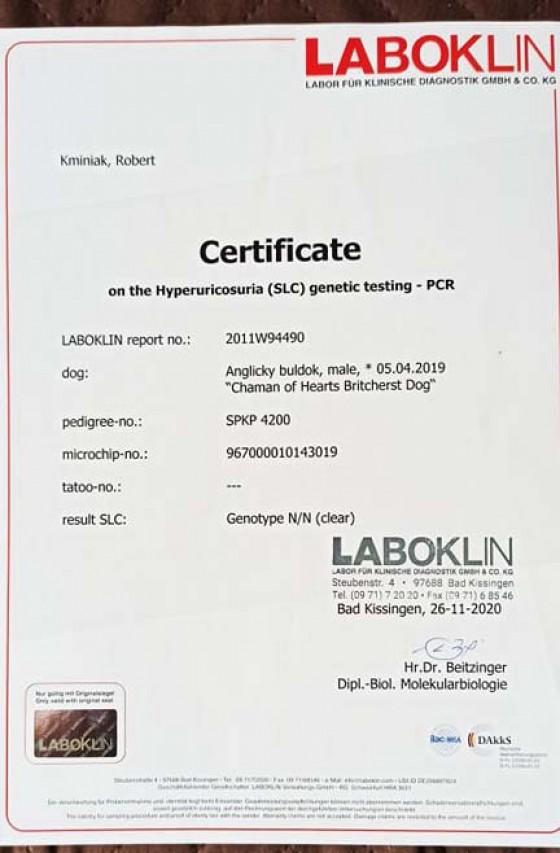 LABOKLIN
LABOR FÜR KLINISCHE DIAGNOSTIK GMBH & CO. KG
Kminiak, Robert
Certificate
on the Hyperuricosuria (SLC) genetic testing - PCR
LABOKLIN report no.: 2011W94490
dog: Anglicky buldok, male, * 05.04.2019
"Chaman of Hearts Britcherst Dog"
pedigree-no.: SPKP 4200
microchip-no.: 967000010143019
tatoo-no.: ---
result SLC: Genotype N/N (clear)
LABOKLIN
LABOR FÜR KLINISCHE DIAGNOSTIK GMBH & CO. KG
Steubenstr. 4 • 97688 Bad Kissingen
Tel. (09 71) 7 20 20 • Fax (09 71) 6 85 46
Bad Kissingen, 26-11-2020
Hr.Dr. Beitzinger
Dipl.-Biol. Molekularbiologie
Nur gültig mit Originalsiegel
Only valid with original seal
LABOKLIN
ilac-MRA DAkkS